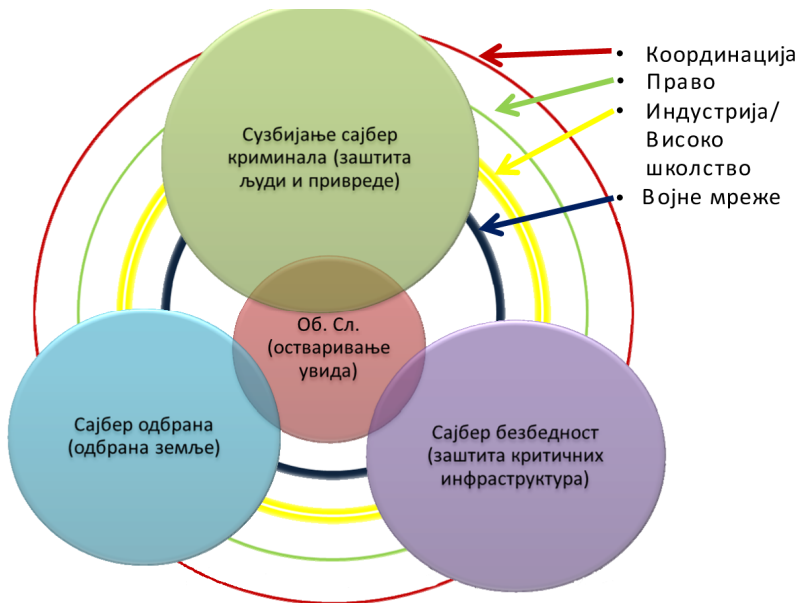 Сузбијање сајбер
криминала (заштита
људи и привреде)
Об. Сл.
(остваривање
увида)
Сајбер одбрана
(одбрана земље)
Сајбер безбедност
(заштита критичних
инфраструктура)
• Координација
• Право
• Индустрија/
Високо
школство
• Војне мреже